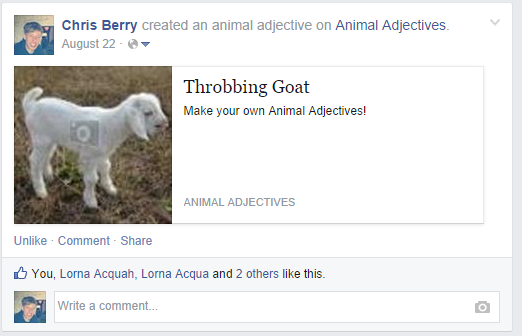 Chris Berry created an animal adjective on Animal Adjectives.
August 22 ·
Throbbing Goat
Make your own Animal Adjectives!
ANIMAL ADJECTIVES
Unlike · Comment · Share
You, Lorna Acquah, Lorna Acqua and 2 others like this.
Write a comment...